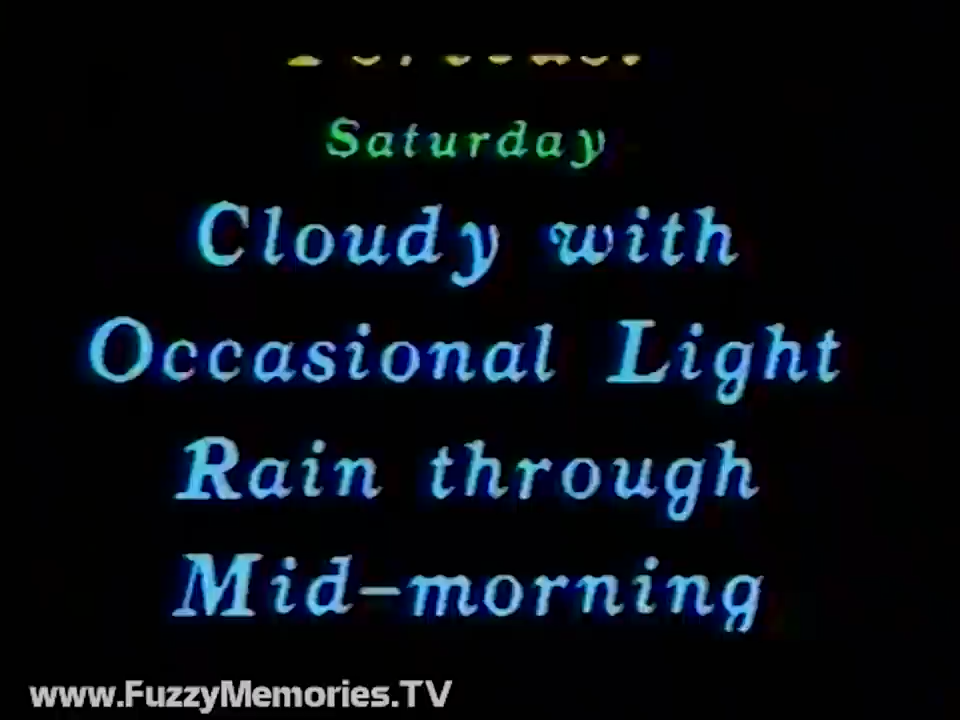 Saturday
Cloudy with
Occasional Light
Rain through
Mid-morning
www.FuzzyMemories.TV